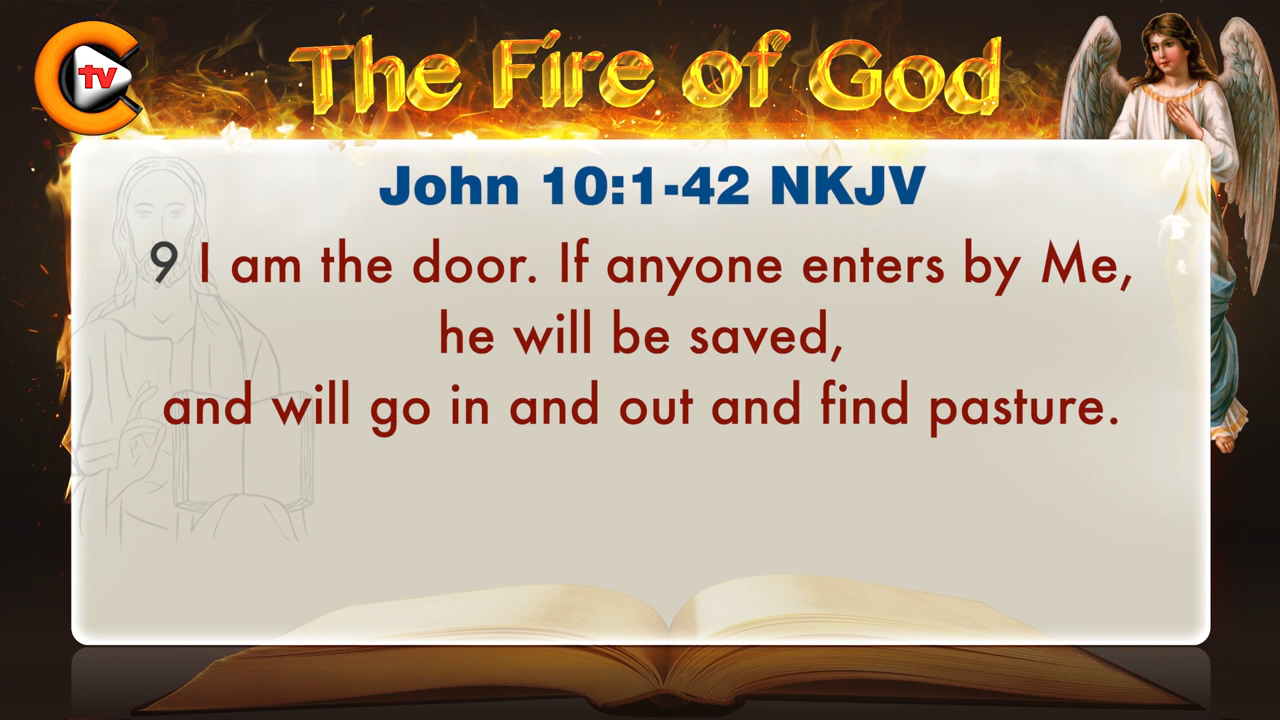 tv
The Fire of God
John 10:1-42 NKJV
9 I am the door. If anyone enters by Me,
he will be saved,
and will go in and out and find pasture.